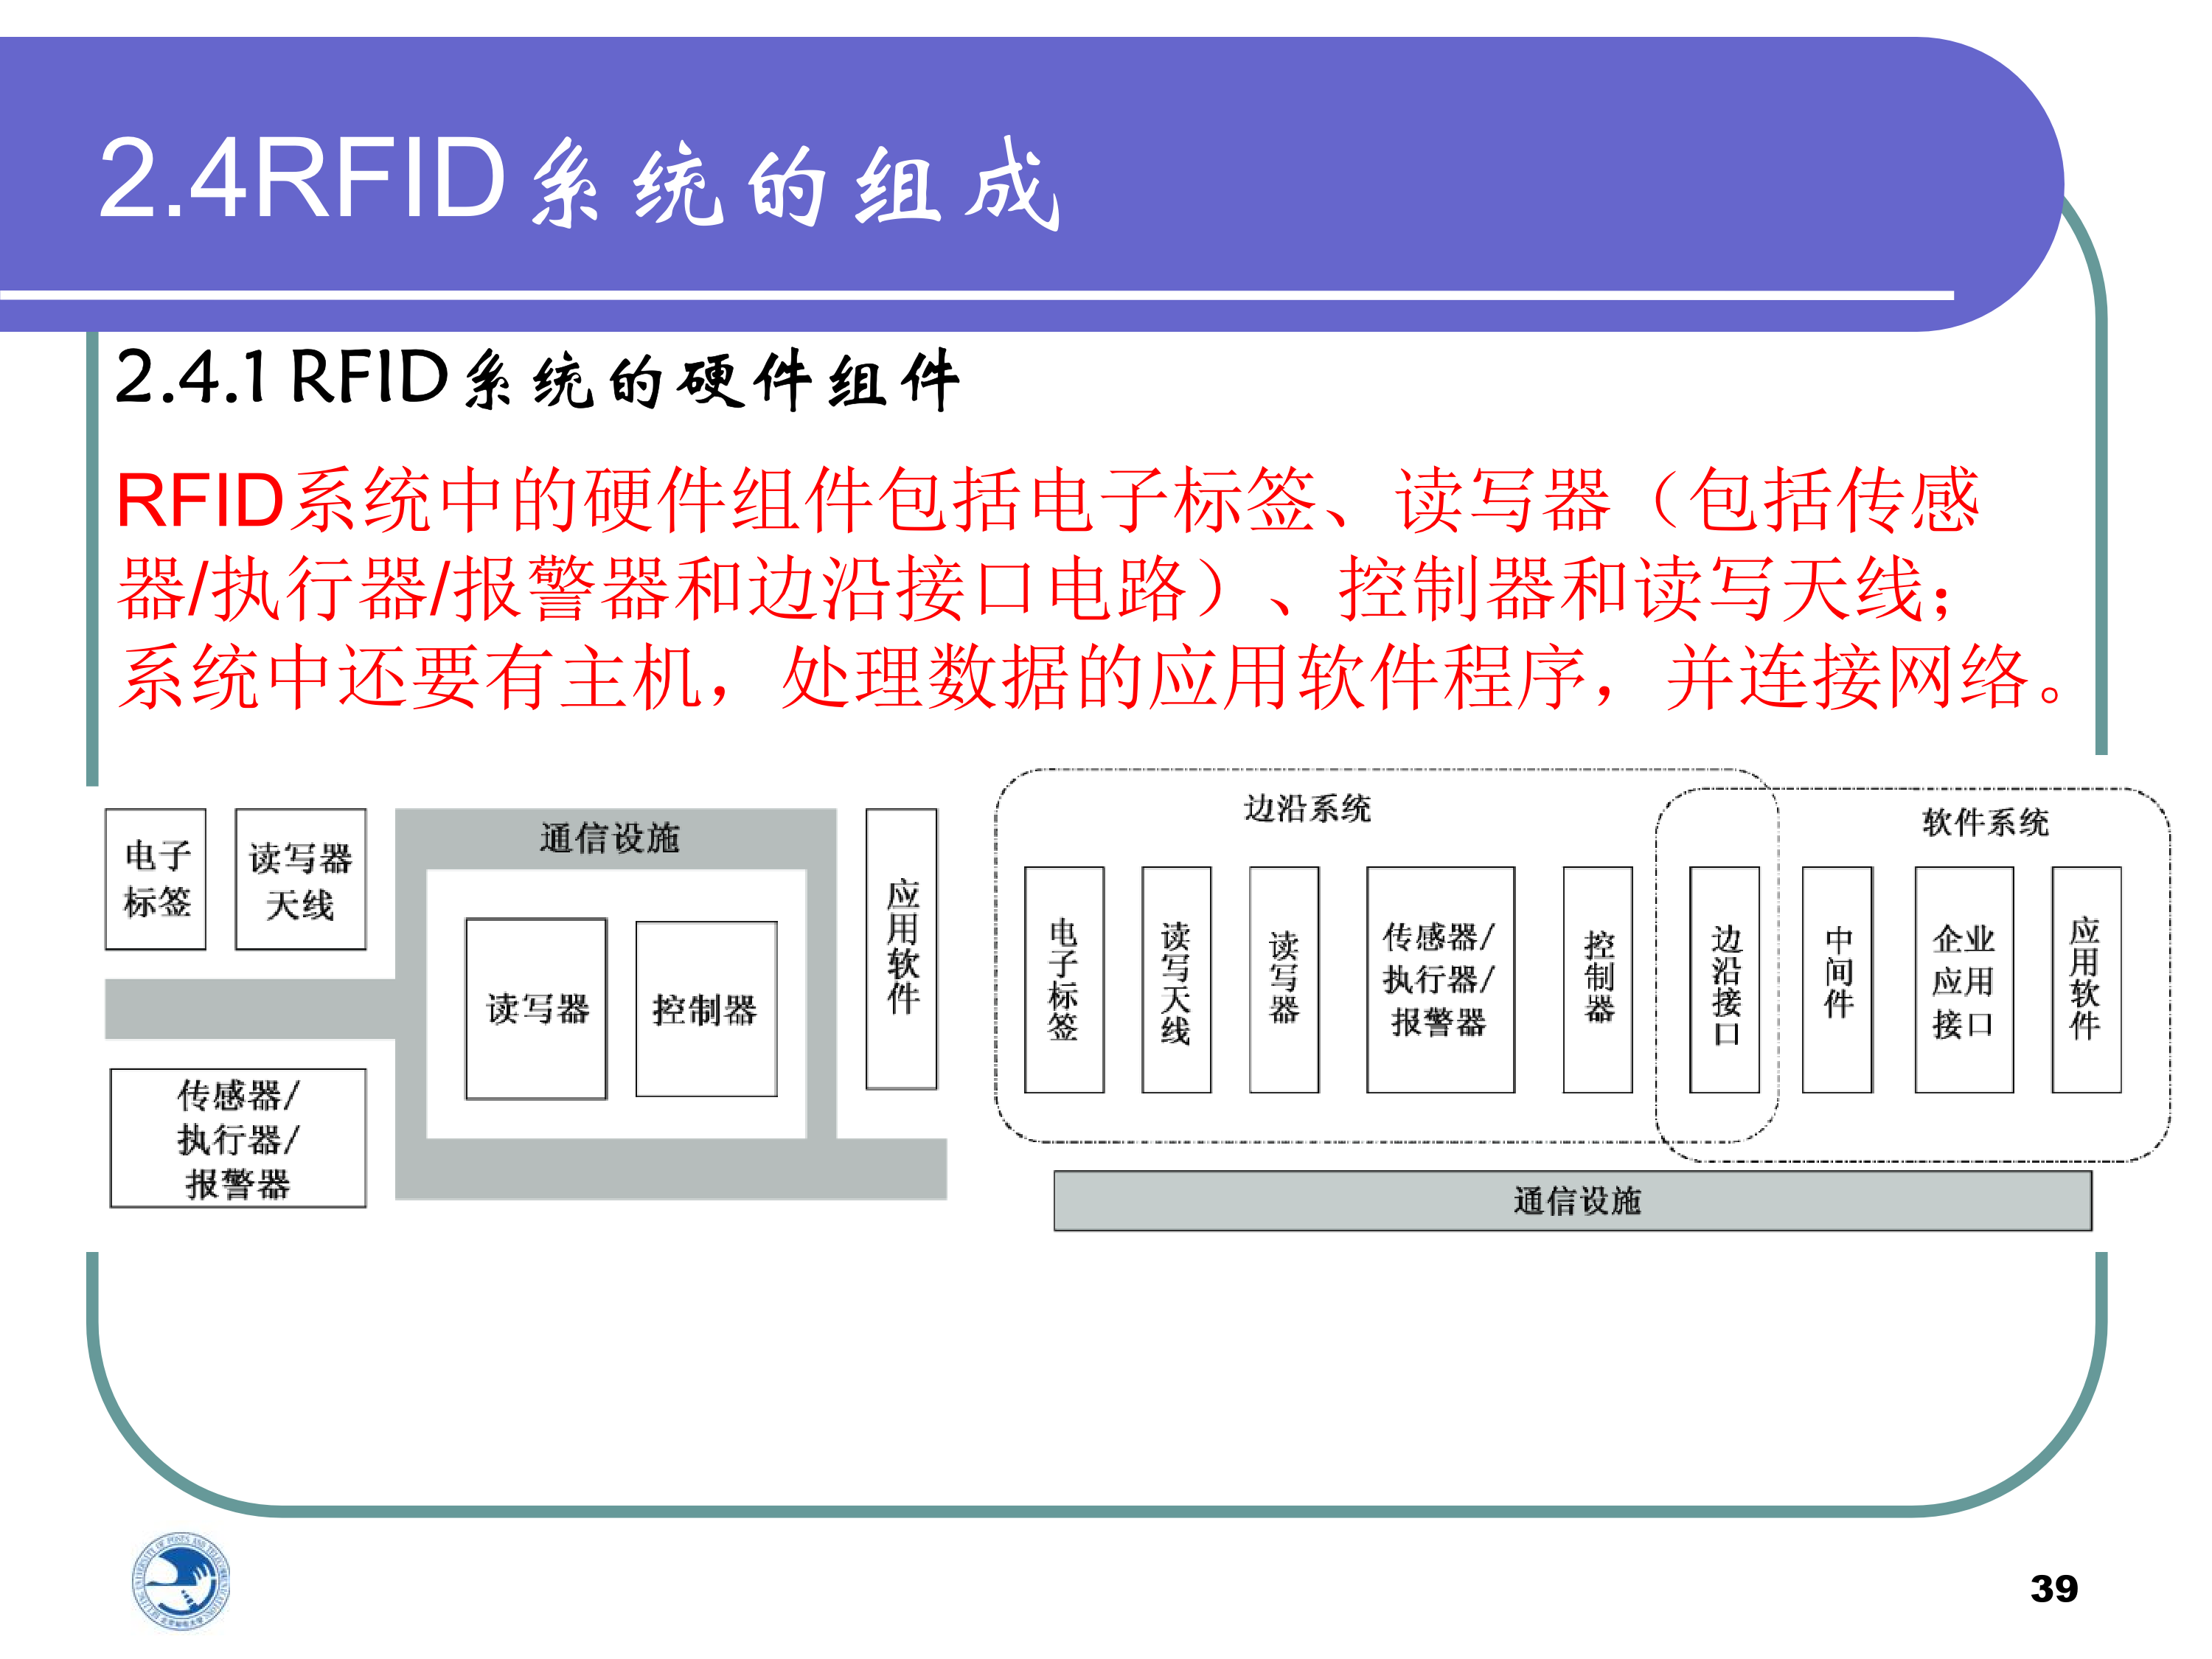 2.4RFID系统的组成
2.4.1 RFID系统的硬件组件
RFID系统中的硬件组件包括电子标签、读写器（包括传感
器/执行器/报警器和边沿接口电路）、控制器和读写天线；
系统中还要有主机，处理数据的应用软件程序，并连接网络。
电子
标签
读写器
天线
传感器/
执行器/
报警器
通信设施
读写器
控制器
应用软件
边沿系统
软件系统
电子标签
读写天线
读写器
传感器/
执行器/
报警器
控制器
边沿接口
中间件
企业
应用
接口
应用软件
通信设施
39